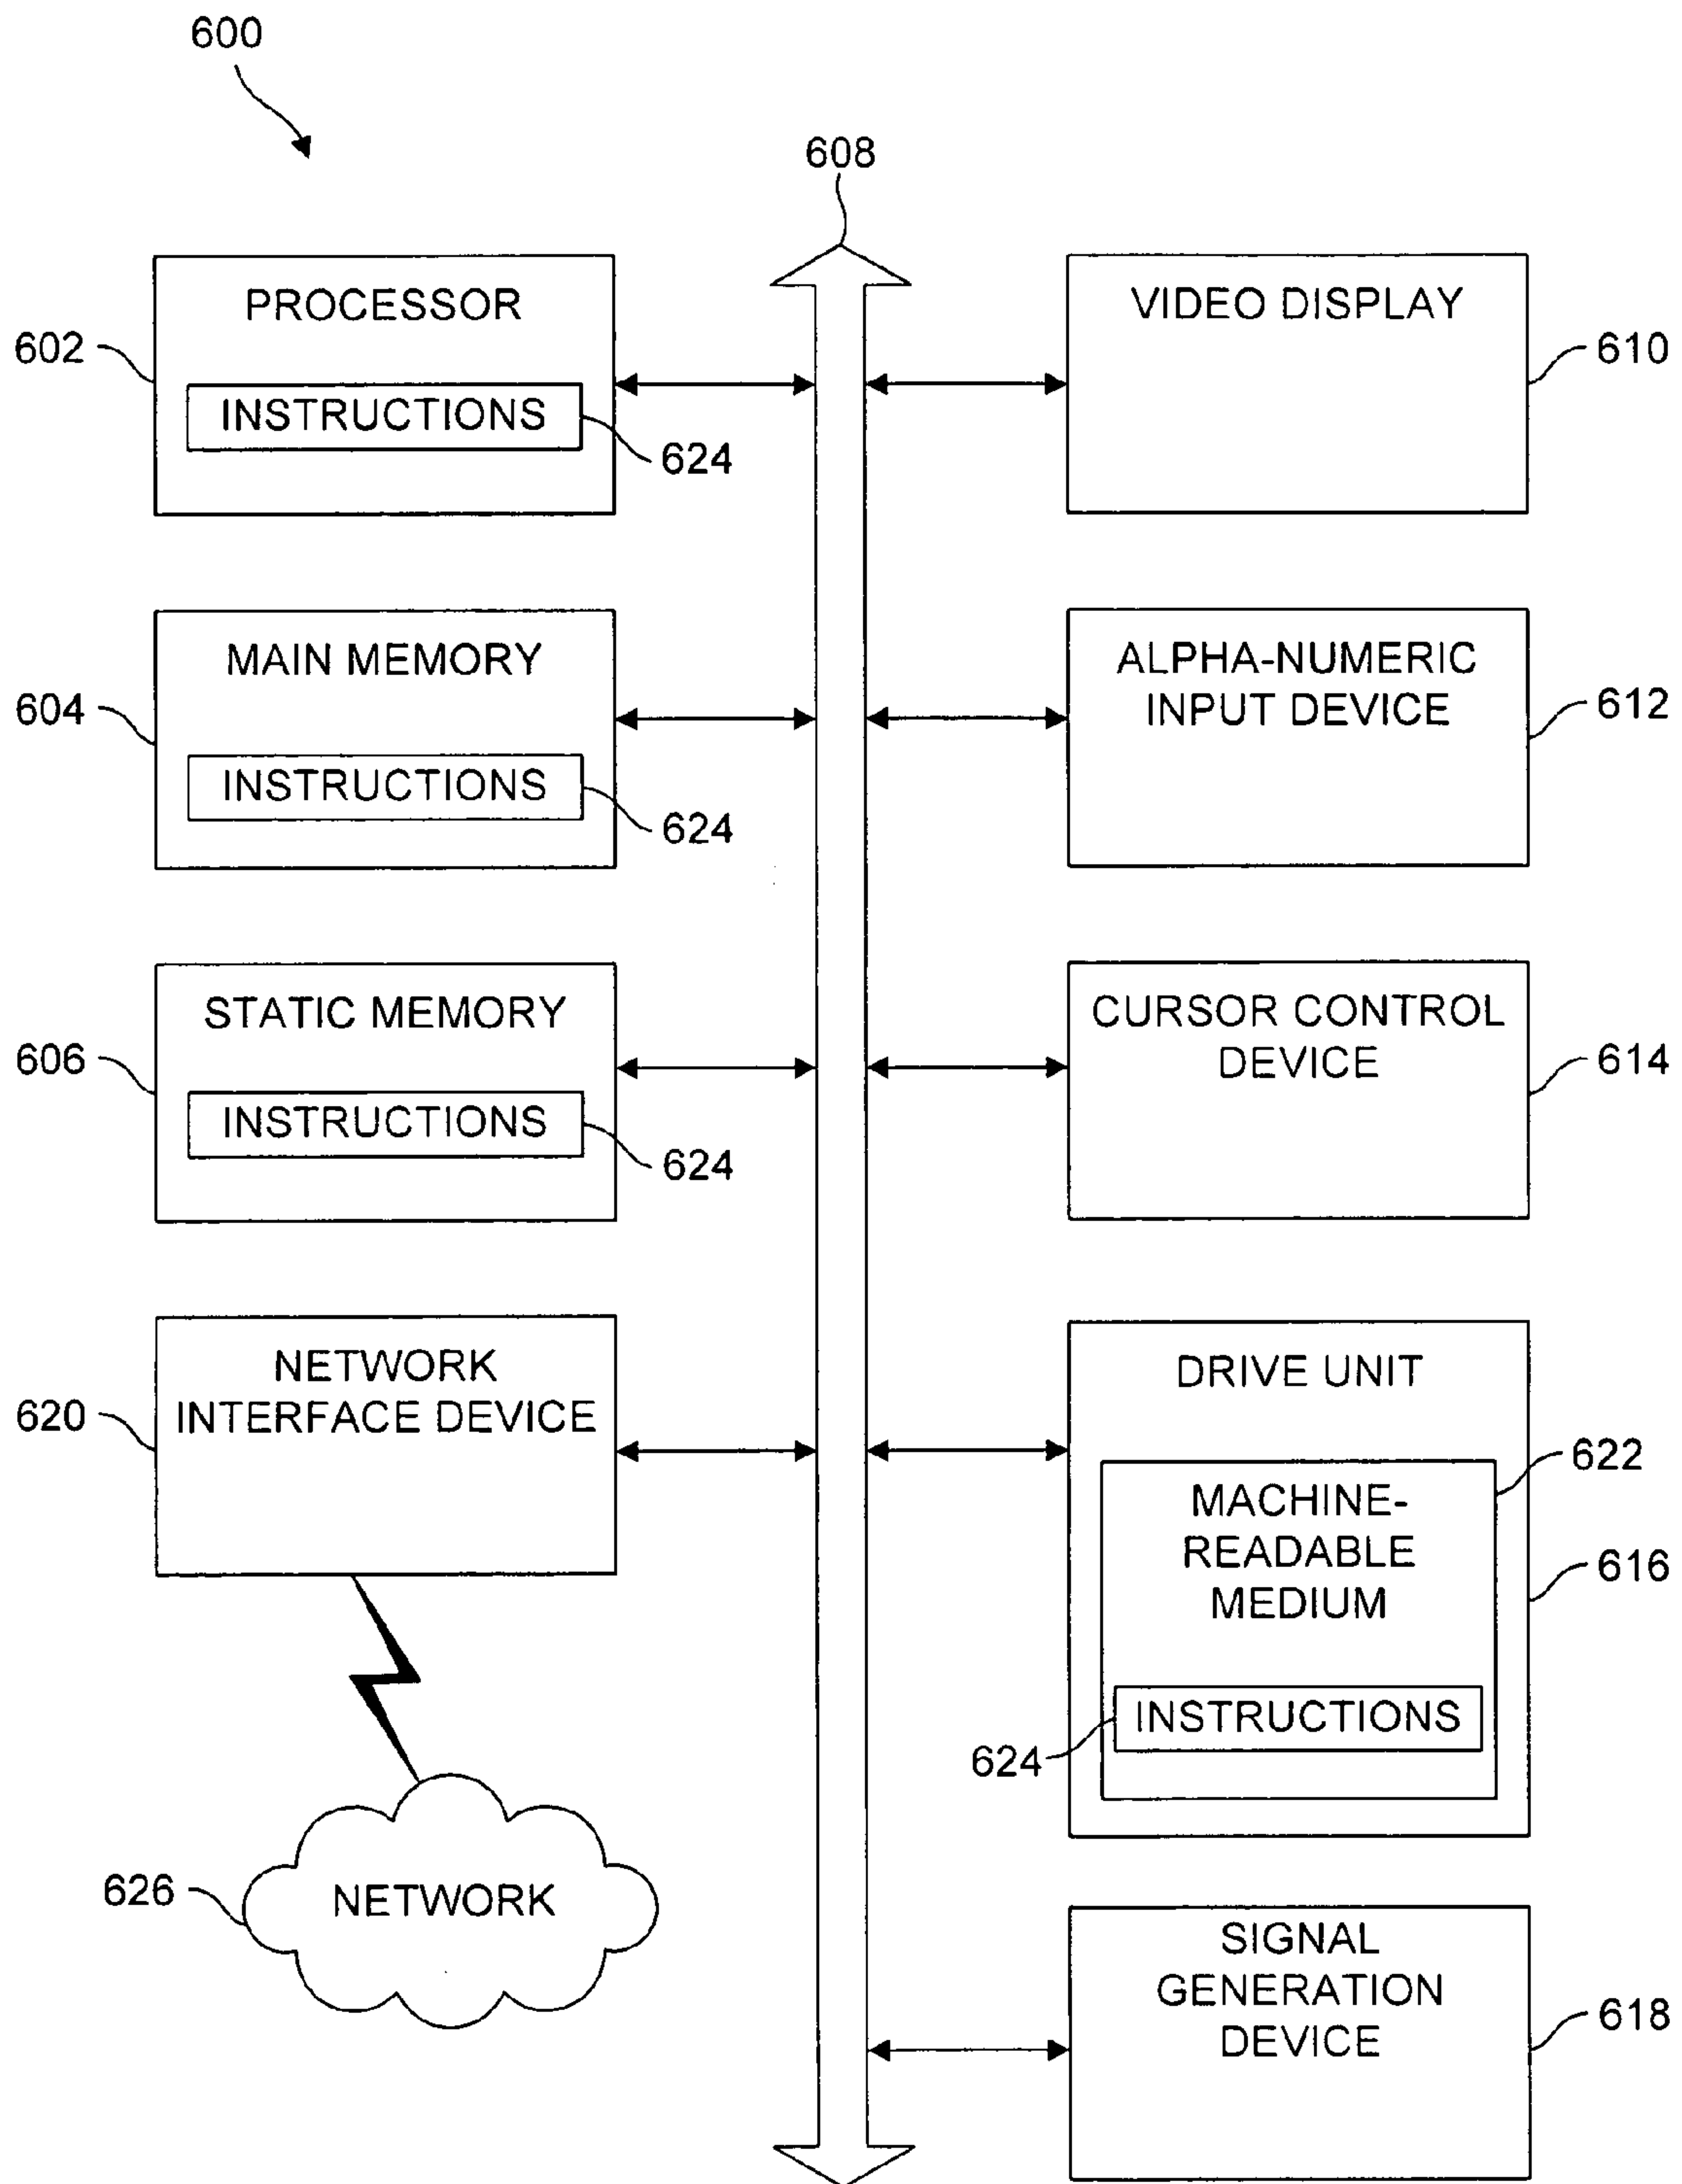 600
608
PROCESSOR
602
INSTRUCTIONS
624
VIDEO DISPLAY
610
MAIN MEMORY
604
INSTRUCTIONS
624
ALPHA-NUMERIC
INPUT DEVICE
612
STATIC MEMORY
606
INSTRUCTIONS
624
CURSOR CONTROL
DEVICE
614
NETWORK
INTERFACE DEVICE
620
DRIVE UNIT
622
MACHINE-
READABLE
MEDIUM
616
INSTRUCTIONS
624
626
NETWORK
SIGNAL
GENERATION
DEVICE
618